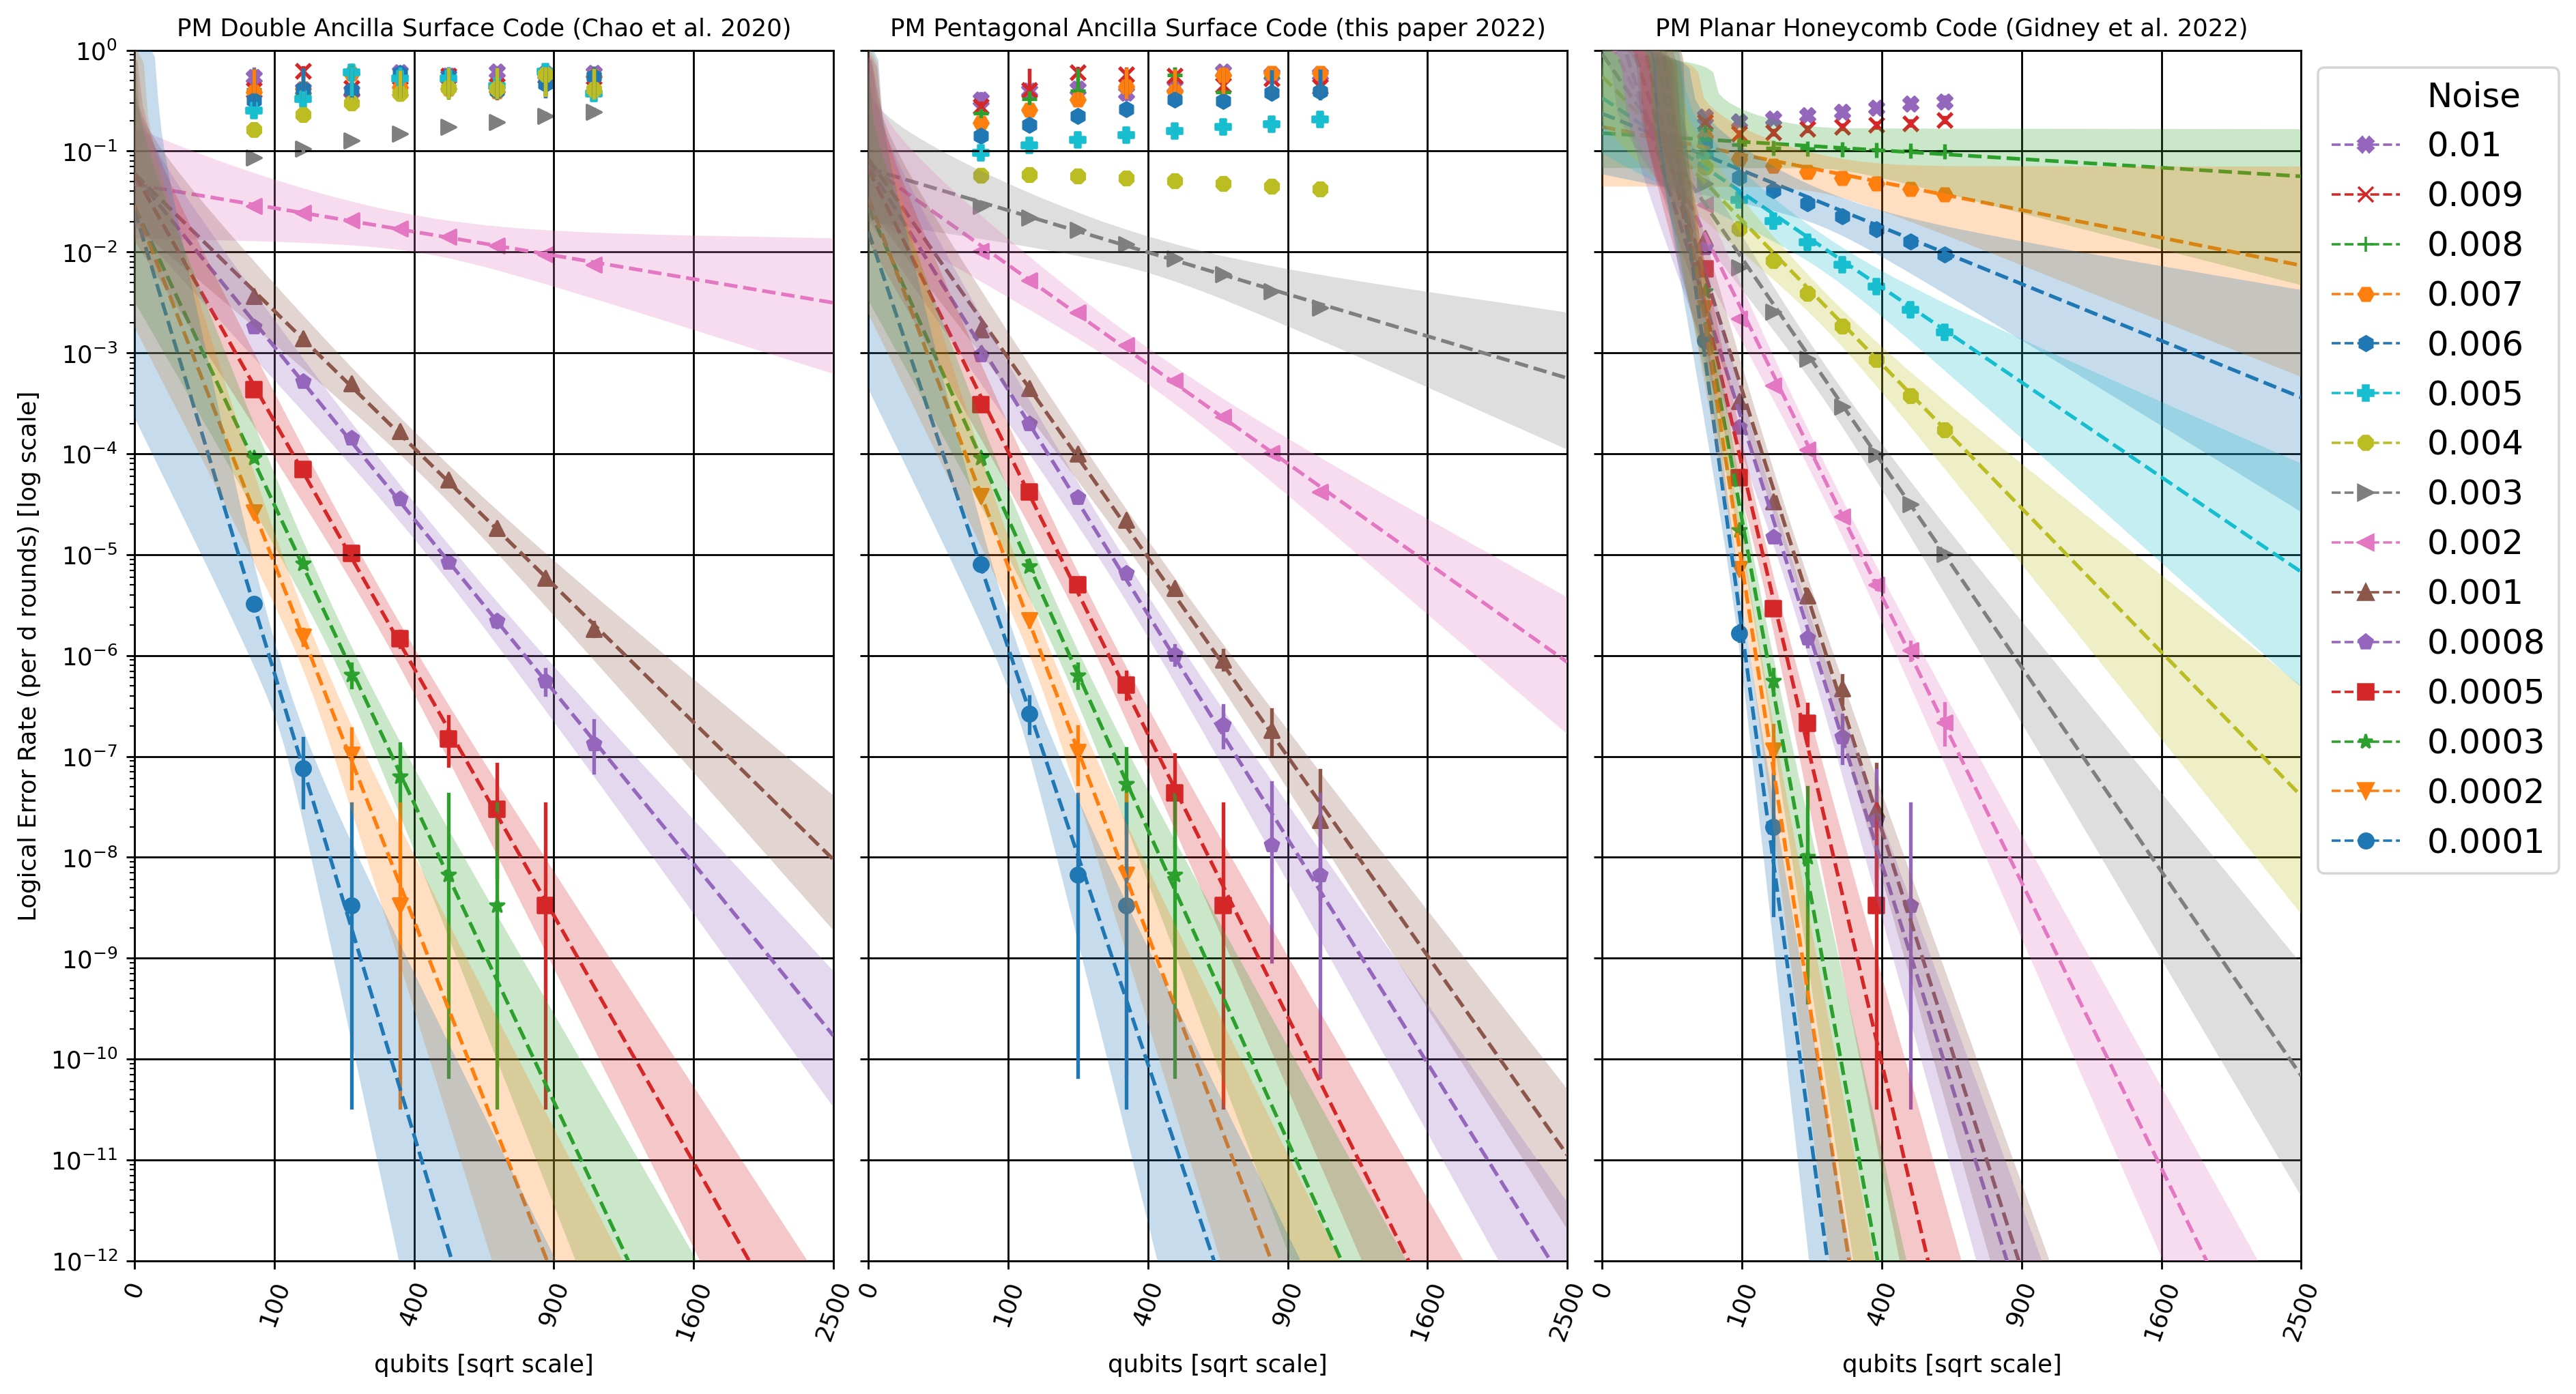 PM Double Ancilla Surface Code (Chao et al. 2020)
PM Pentagonal Ancilla Surface Code (this paper 2022)
PM Planar Honeycomb Code (Gidney et al. 2022)
Logical Error Rate (per d rounds) [log scale]
10⁰
10⁻¹
10⁻²
10⁻³
10⁻⁴
10⁻⁵
10⁻⁶
10⁻⁷
10⁻⁸
10⁻⁹
10⁻¹⁰
10⁻¹¹
10⁻¹²
0 100 400 900 1600 2500
0 100 400 900 1600 2500
0 100 400 900 1600 2500
qubits [sqrt scale]
qubits [sqrt scale]
qubits [sqrt scale]
Noise
0.01
0.009
0.008
0.007
0.006
0.005
0.004
0.003
0.002
0.001
0.0008
0.0005
0.0003
0.0002
0.0001